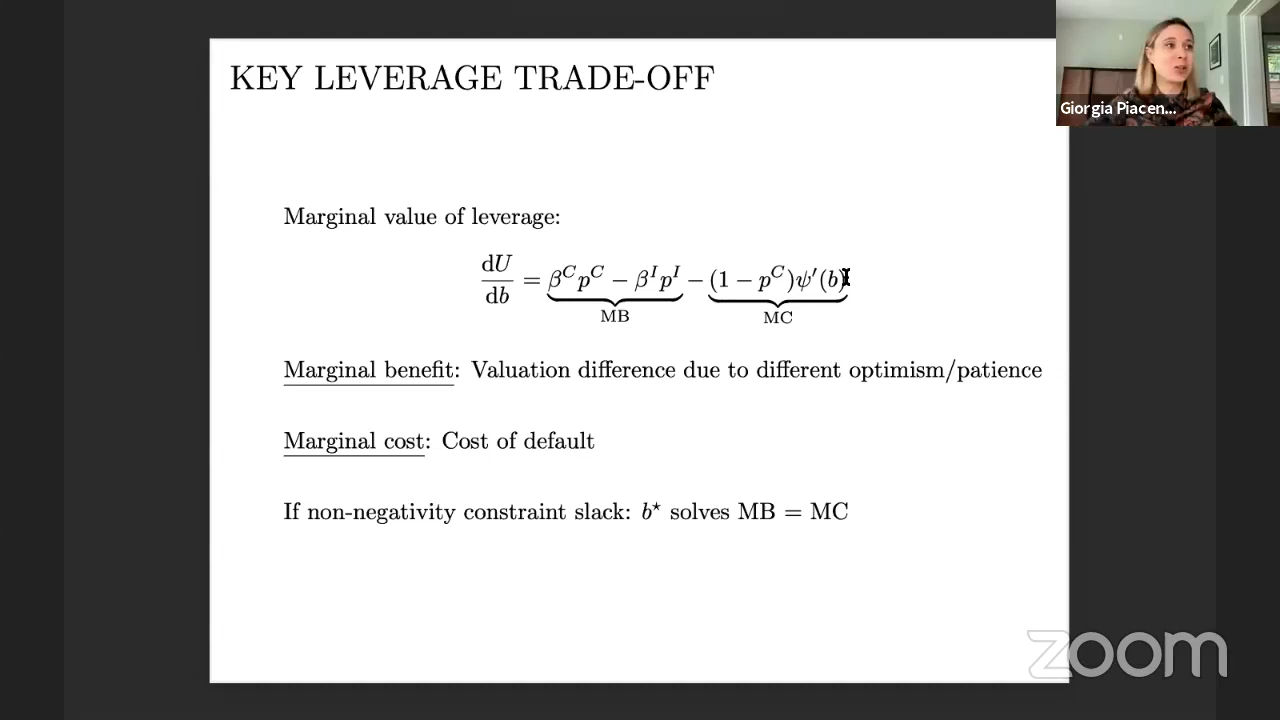 KEY LEVERAGE TRADE-OFF
Giorgia Piacen...
Marginal value of leverage:
dU/db = β^C p^C − β^I p^I − (1 − p^C)ψ′(b)
MB MC
Marginal benefit: Valuation difference due to different optimism/patience
Marginal cost: Cost of default
If non-negativity constraint slack: b⋆ solves MB = MC
zoom